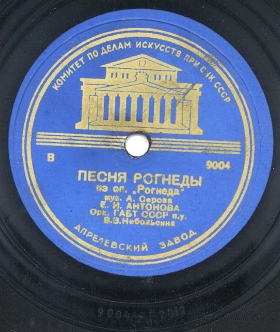 КОМИТЕТ ПО ДЕЛАМ ИСКУССТВ ПРИ СНК СССР
В 9004
ПЕСНЯ РОГНЕДЫ
из оп. „Рогнеда"
муз. А. Серова
Е. И. АНТОНОВА
Орк. ГАБТ СССР п.у.
В.В.Небольсина
АПРЕЛЕВСКИЙ ЗАВОД